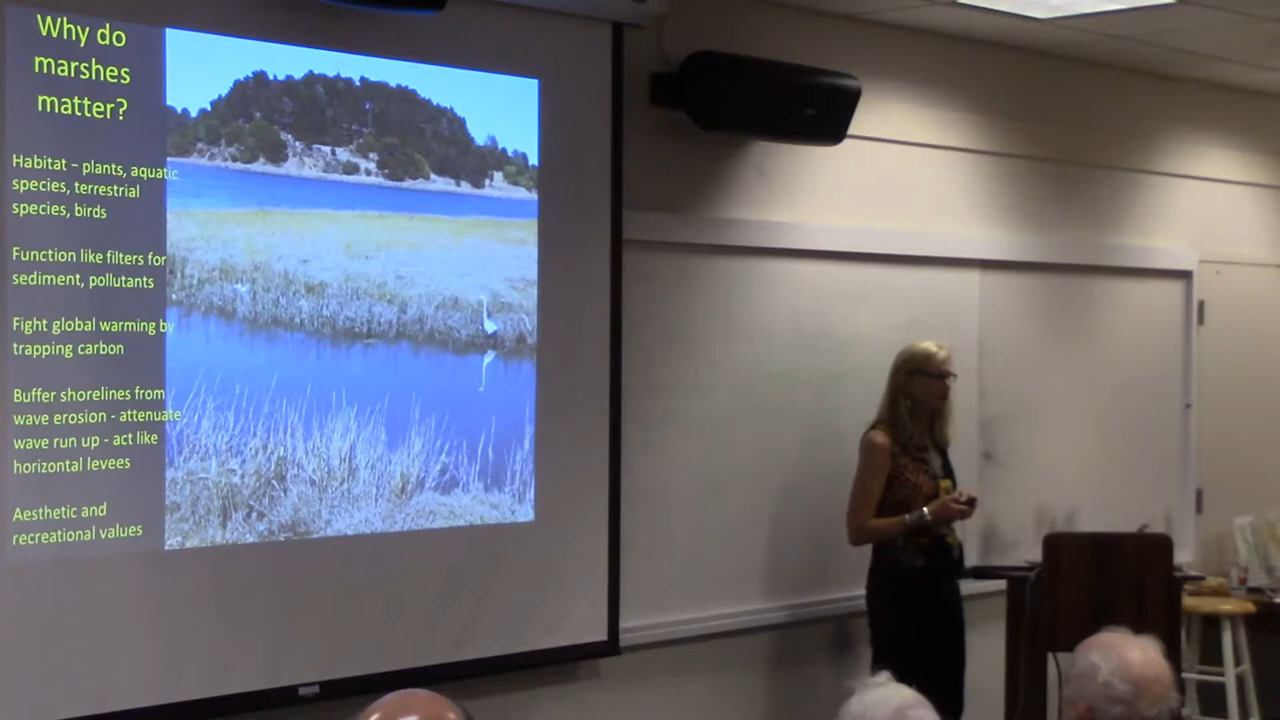 Why do
marshes
matter?
Habitat – plants, aquatic
species, terrestrial
species, birds
Function like filters for
sediment, pollutants
Fight global warming by
trapping carbon
Buffer shorelines from
wave erosion - attenuate
wave run up - act like
horizontal levees
Aesthetic and
recreational values